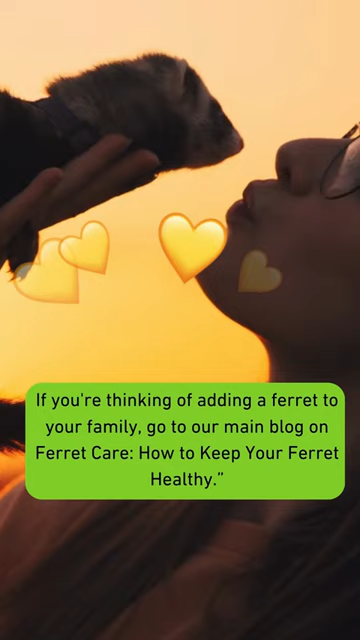 If you're thinking of adding a ferret to
your family, go to our main blog on
Ferret Care: How to Keep Your Ferret
Healthy.”